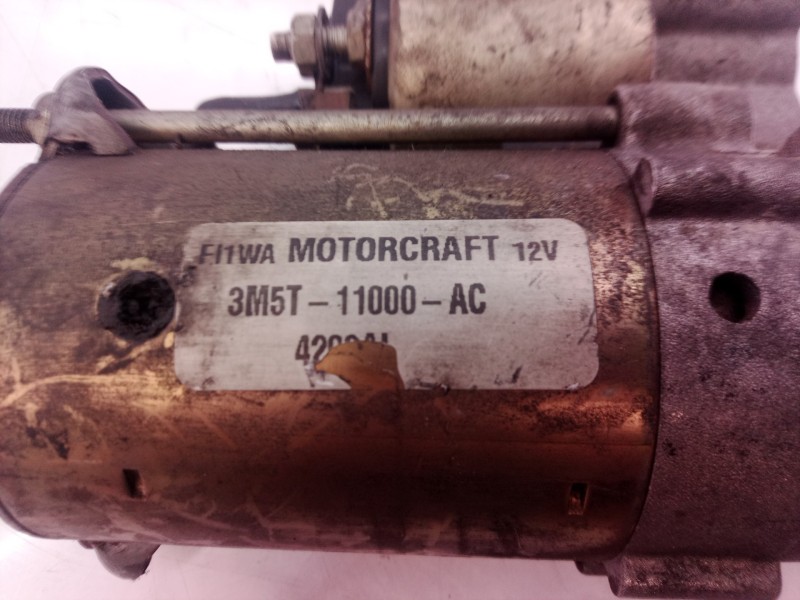 FI1WA MOTORCRAFT 12V
3M5T-11000-AC